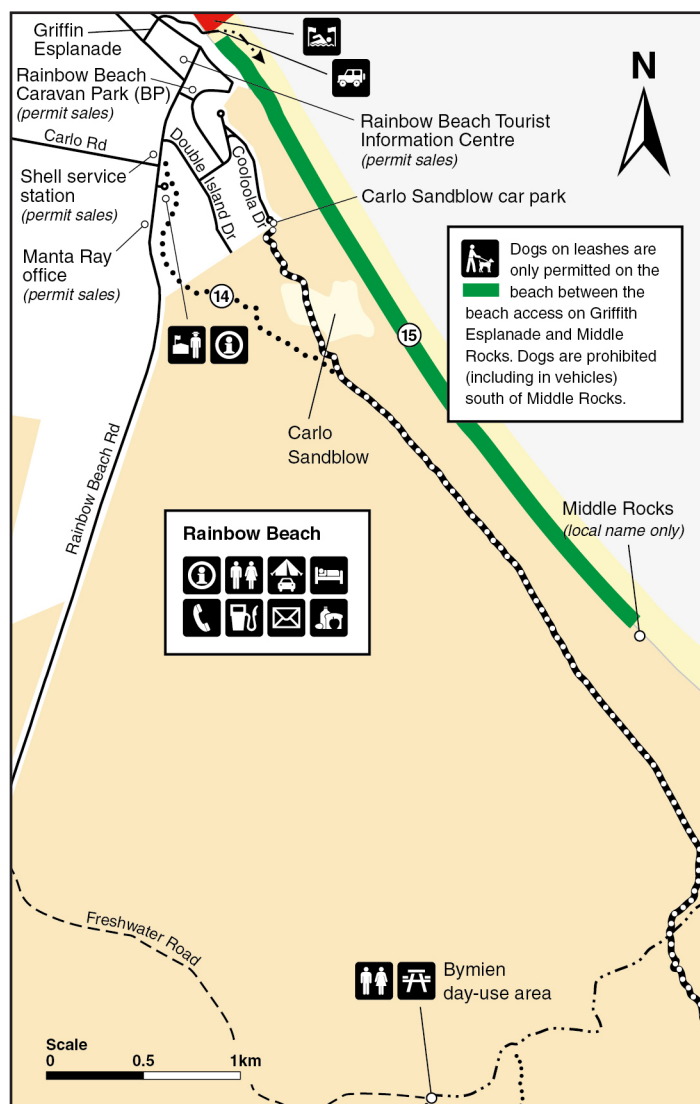 Griffin
Esplanade
Rainbow Beach
Caravan Park (BP)
(permit sales)
Carlo Rd
Shell service
station
(permit sales)
Manta Ray
office
(permit sales)
Double Island Dr
Cooloola Dr
Rainbow Beach Tourist
Information Centre
(permit sales)
Carlo Sandblow car park
N
Dogs on leashes are
only permitted on the
beach between the
beach access on Griffith
Esplanade and Middle
Rocks. Dogs are prohibited
(including in vehicles)
south of Middle Rocks.
14
15
Carlo
Sandblow
Rainbow Beach Rd
Rainbow Beach
Middle Rocks
(local name only)
Freshwater Road
Bymien
day-use area
Scale
0 0.5 1km